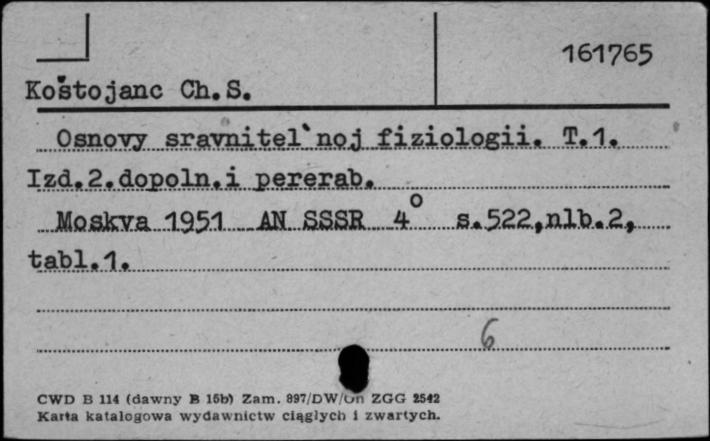 161765
Koštojanc Ch.S.
Osnovy sravnitel'noj fiziologii. T.1.
Izd.2.dopoln.i pererab.
Moskva 1951 AN SSSR 4° s.522,nlb.2,
tabl.1.
6
CWD B 114 (dawny B 15b) Zam. 897/DW/Un ZGG 2542
Karta katalogowa wydawnictw ciągłych i zwartych.